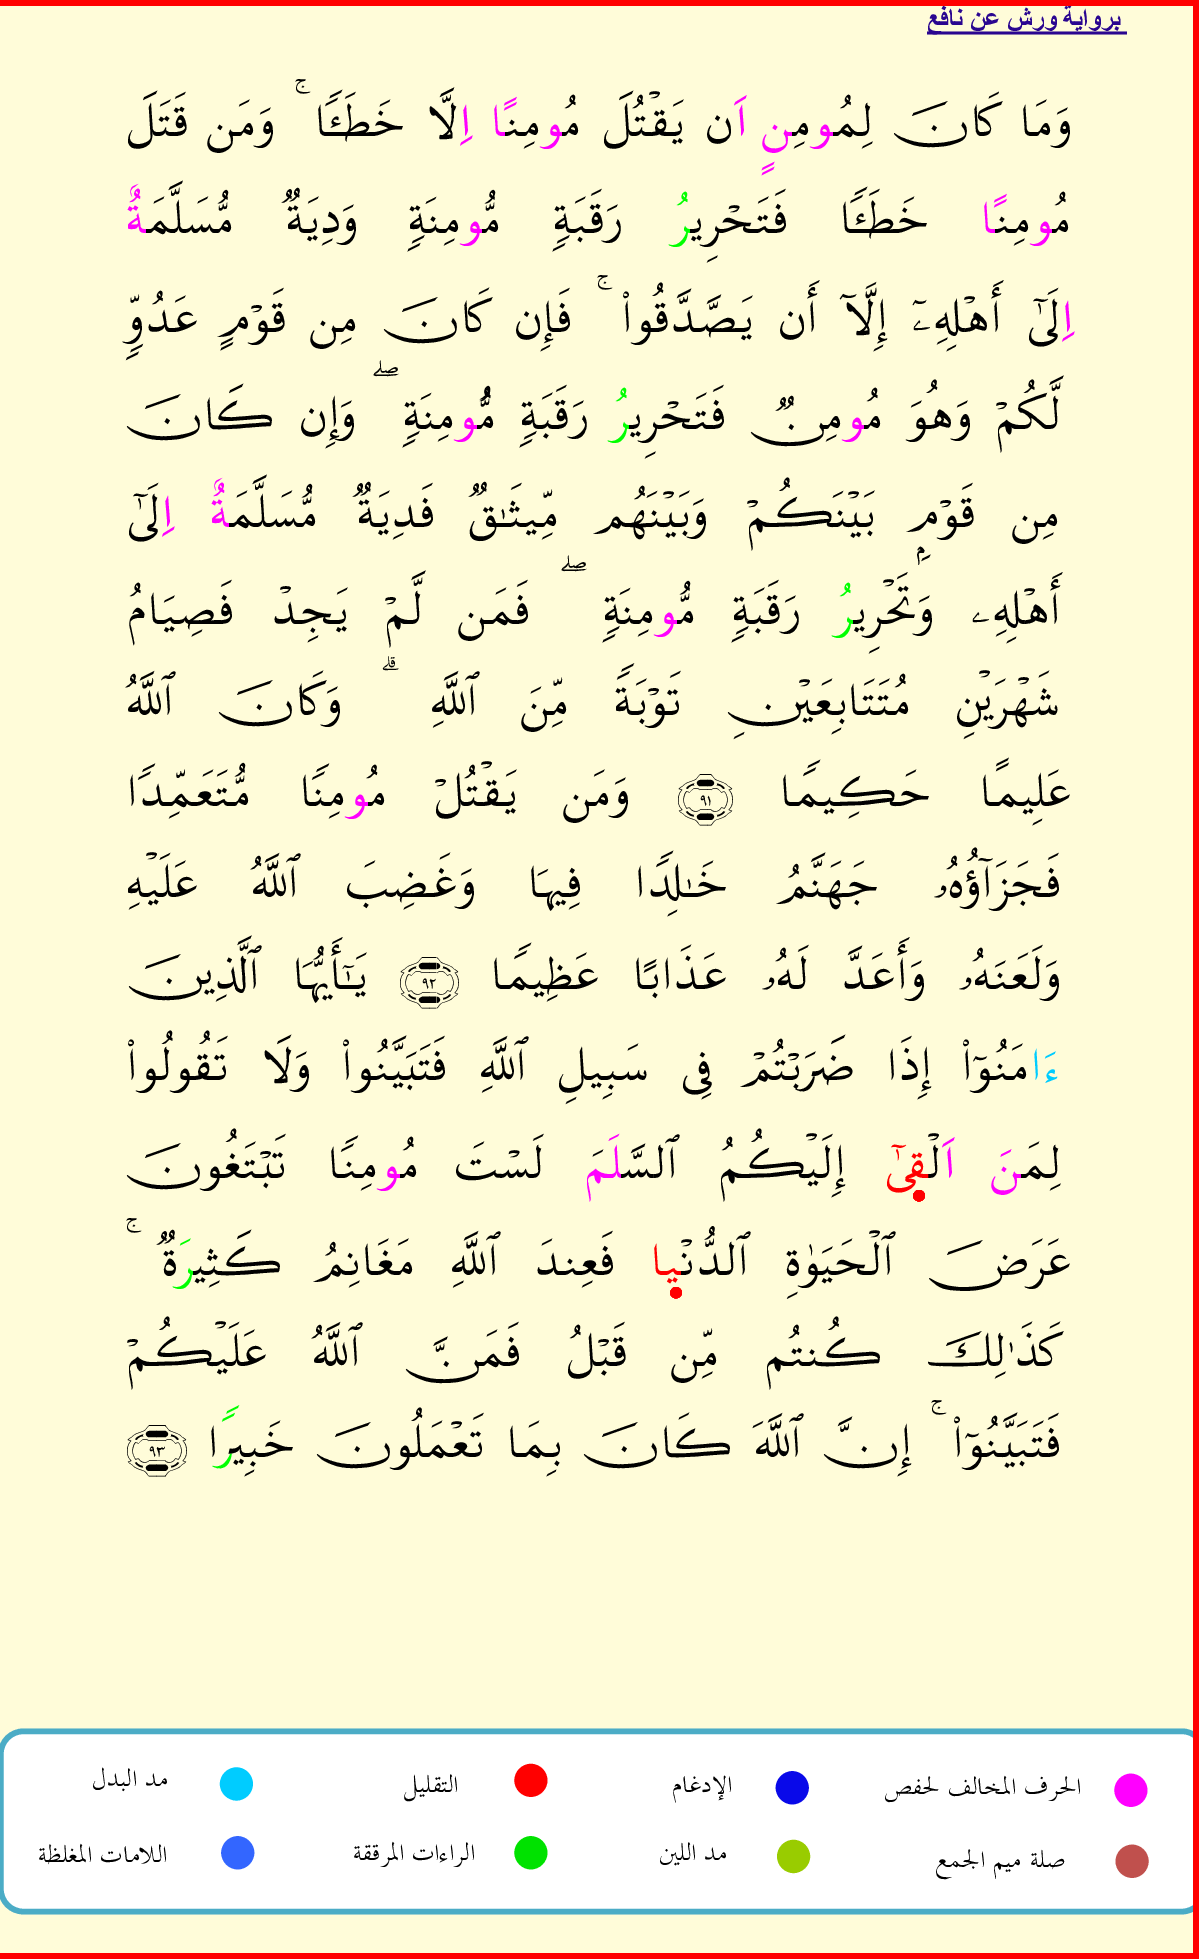 برواية ورش عن نافع
وَمَا كَانَ لِمُومِنٍ اَن يَقْتُلَ مُومِنًا اِلَّا خَطَـًٔا ۚ وَمَن قَتَلَ
مُومِنًا خَطَـًٔا فَتَحْرِيرُ رَقَبَةٍ مُّومِنَةٍ وَدِيَةٌ مُّسَلَّمَةٌ
اِلَىٰٓ أَهْلِهِۦٓ إِلَّآ أَن يَصَّدَّقُوا۟ ۚ فَإِن كَانَ مِن قَوْمٍ عَدُوٍّ
لَّكُمْ وَهُوَ مُومِنٌ فَتَحْرِيرُ رَقَبَةٍ مُّومِنَةٍ ۖ وَإِن كَانَ
مِن قَوْمٍۭ بَيْنَكُمْ وَبَيْنَهُم مِّيثَـٰقٌ فَدِيَةٌ مُّسَلَّمَةٌ اِلَىٰٓ
أَهْلِهِۦ وَتَحْرِيرُ رَقَبَةٍ مُّومِنَةٍ ۖ فَمَن لَّمْ يَجِدْ فَصِيَامُ
شَهْرَيْنِ مُتَتَابِعَيْنِ تَوْبَةً مِّنَ ٱللَّهِ ۗ وَكَانَ ٱللَّهُ
عَلِيمًا حَكِيمًا ٩١ وَمَن يَقْتُلْ مُومِنًا مُّتَعَمِّدًا
فَجَزَآؤُهُۥ جَهَنَّمُ خَـٰلِدًا فِيهَا وَغَضِبَ ٱللَّهُ عَلَيْهِ
وَلَعَنَهُۥ وَأَعَدَّ لَهُۥ عَذَابًا عَظِيمًا ٩٢ يَـٰٓأَيُّهَا ٱلَّذِينَ
ءَامَنُوٓا۟ إِذَا ضَرَبْتُمْ فِى سَبِيلِ ٱللَّهِ فَتَبَيَّنُوا۟ وَلَا تَقُولُوا۟
لِمَنَ اَلْقِىٰٓ إِلَيْكُمُ ٱلسَّلَمَ لَسْتَ مُومِنًا تَبْتَغُونَ
عَرَضَ ٱلْحَيَوٰةِ ٱلدُّنْيا فَعِندَ ٱللَّهِ مَغَانِمُ كَثِيرَةٌ ۚ
كَذَٰلِكَ كُنتُم مِّن قَبْلُ فَمَنَّ ٱللَّهُ عَلَيْكُمْ
فَتَبَيَّنُوٓا۟ ۚ إِنَّ ٱللَّهَ كَانَ بِمَا تَعْمَلُونَ خَبِيرًا ٩٣
الحرف المخالف لحفص الإدغام التقليل مد البدل
صلة ميم الجمع مد اللين الراءات المرققة اللامات المغلظة